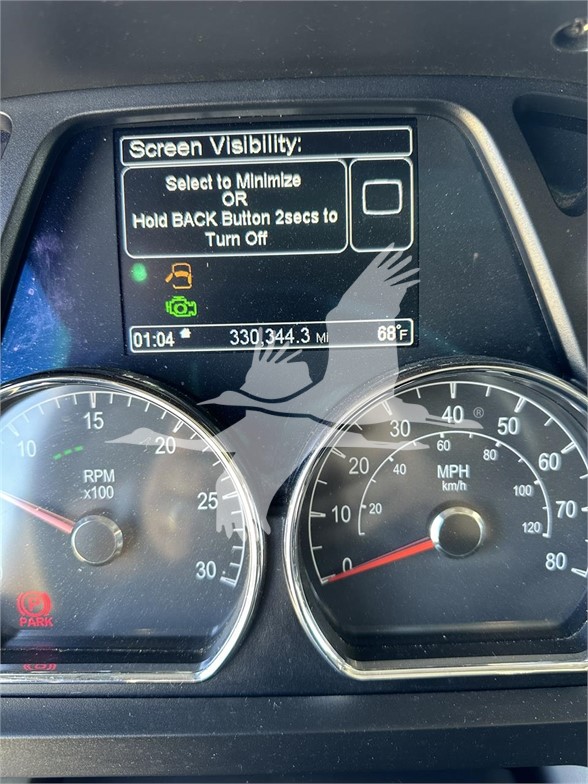 Screen Visibility:
Select to Minimize
OR
Hold BACK Button 2secs to
Turn Off
01:04 330,344.3 Mi 68°F
10 15 20 25 30
RPM
x100
PARK
0 10 20 30 40 ® 50 60 70 80
20 40 60 80 100 120
MPH
km/h